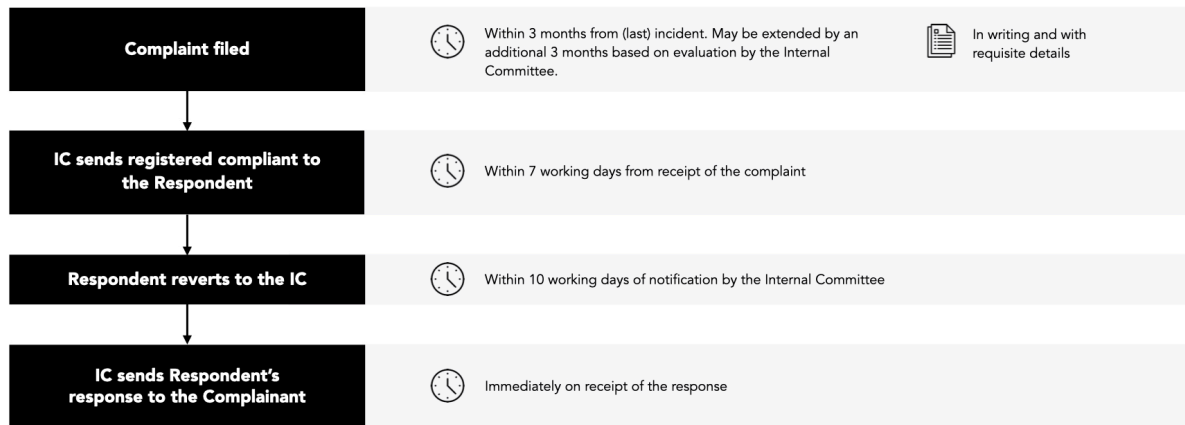 Complaint filed
Within 3 months from (last) incident. May be extended by an
additional 3 months based on evaluation by the Internal
Committee.
In writing and with
requisite details
IC sends registered compliant to
the Respondent
Within 7 working days from receipt of the complaint
Respondent reverts to the IC
Within 10 working days of notification by the Internal Committee
IC sends Respondent's
response to the Complainant
Immediately on receipt of the response